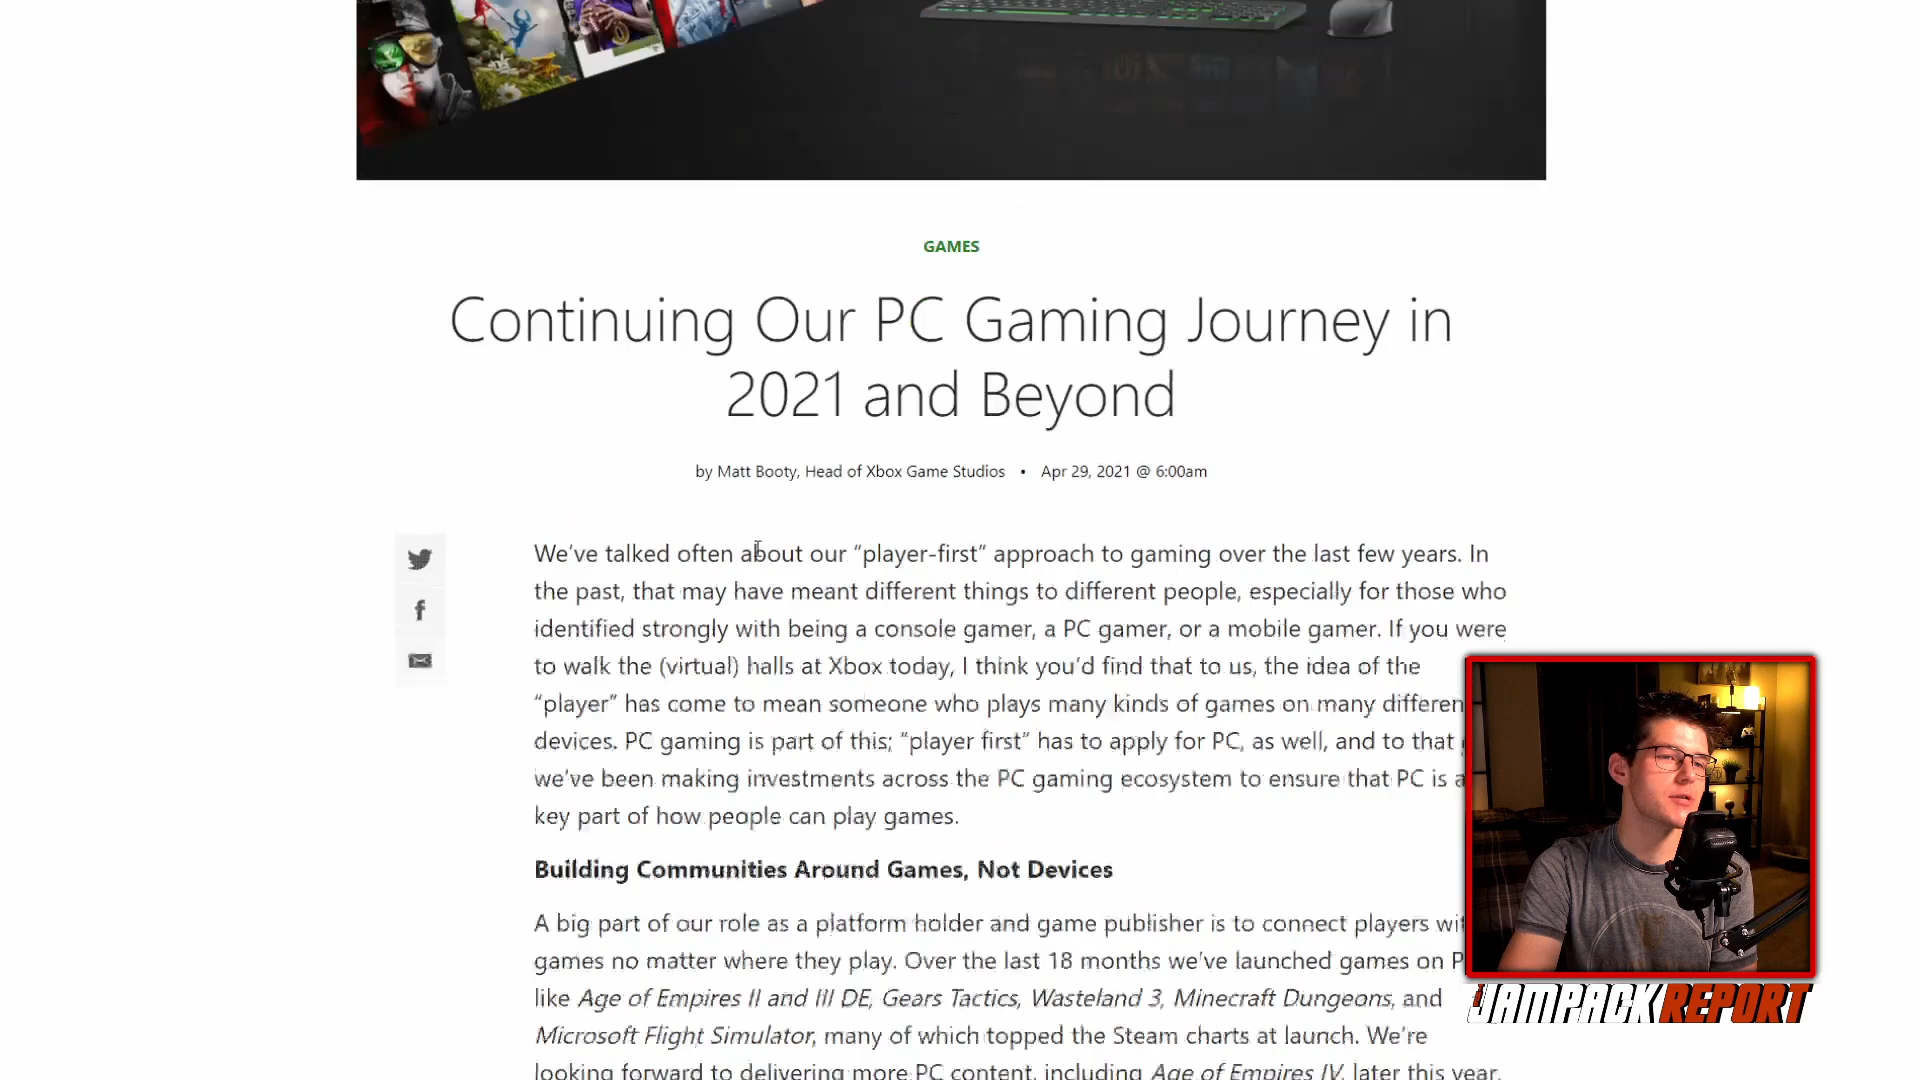 GAMES
Continuing Our PC Gaming Journey in
2021 and Beyond
by Matt Booty, Head of Xbox Game Studios • Apr 29, 2021 @ 6:00am
We’ve talked often about our “player-first” approach to gaming over the last few years. In
the past, that may have meant different things to different people, especially for those who
identified strongly with being a console gamer, a PC gamer, or a mobile gamer. If you were
to walk the (virtual) halls at Xbox today, I think you’d find that to us, the idea of the
“player” has come to mean someone who plays many kinds of games on many differen
devices. PC gaming is part of this; “player first” has to apply for PC, as well, and to that
we’ve been making investments across the PC gaming ecosystem to ensure that PC is a
key part of how people can play games.
Building Communities Around Games, Not Devices
A big part of our role as a platform holder and game publisher is to connect players wi
games no matter where they play. Over the last 18 months we’ve launched games on P
like Age of Empires II and III DE, Gears Tactics, Wasteland 3, Minecraft Dungeons, and
Microsoft Flight Simulator, many of which topped the Steam charts at launch. We’re
looking forward to delivering more PC content, including Age of Empires IV, later this year.
JAMPACK REPORT